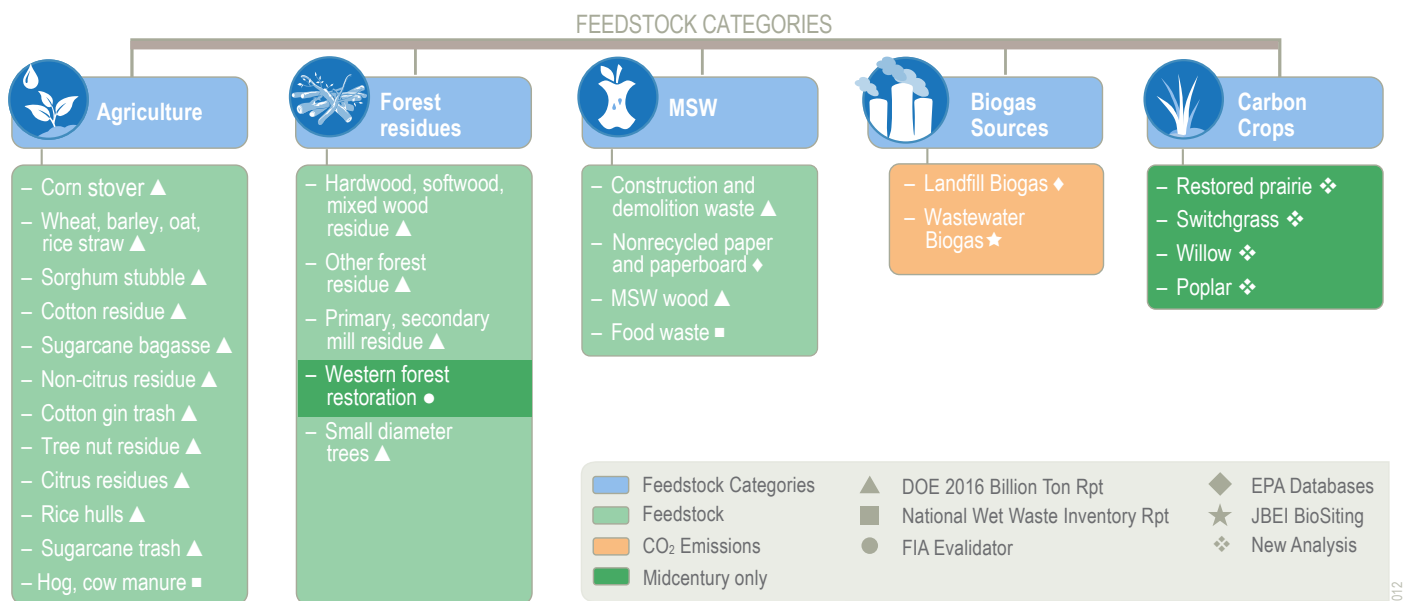 FEEDSTOCK CATEGORIES
Agriculture
– Corn stover ▲
– Wheat, barley, oat,
rice straw ▲
– Sorghum stubble ▲
– Cotton residue ▲
– Sugarcane bagasse ▲
– Non-citrus residue ▲
– Cotton gin trash ▲
– Tree nut residue ▲
– Citrus residues ▲
– Rice hulls ▲
– Sugarcane trash ▲
– Hog, cow manure ■
Forest
residues
– Hardwood, softwood,
mixed wood
residue ▲
– Other forest
residue ▲
– Primary, secondary
mill residue ▲
– Western forest
restoration ●
– Small diameter
trees ▲
MSW
– Construction and
demolition waste ▲
– Nonrecycled paper
and paperboard ♦
– MSW wood ▲
– Food waste ■
Biogas
Sources
– Landfill Biogas ♦
– Wastewater
Biogas ★
Carbon
Crops
– Restored prairie ❖
– Switchgrass ❖
– Willow ❖
– Poplar ❖
Feedstock Categories
Feedstock
CO₂ Emissions
Midcentury only
▲ DOE 2016 Billion Ton Rpt
■ National Wet Waste Inventory Rpt
● FIA Evalidator
◆ EPA Databases
★ JBEI BioSiting
❖ New Analysis
012